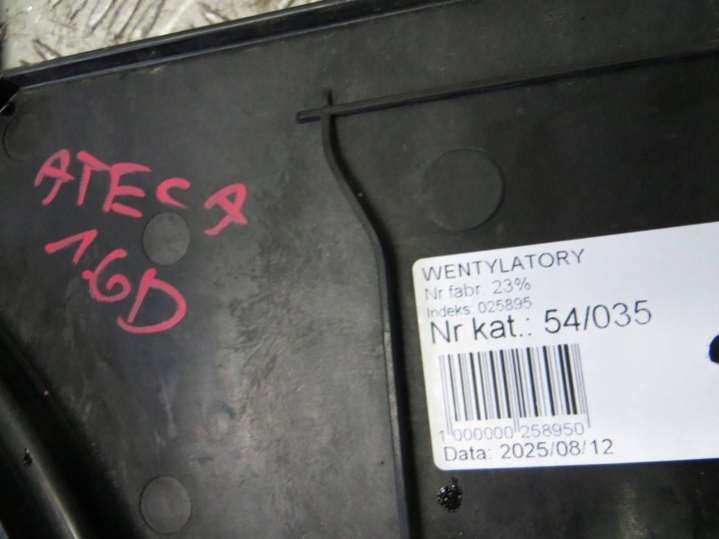 ATECA
1.6D
WENTYLATORY
Nr fabr. 23%
Indeks: 025895
Nr kat.: 54/035
1 000000 258950
Data: 2025/08/12